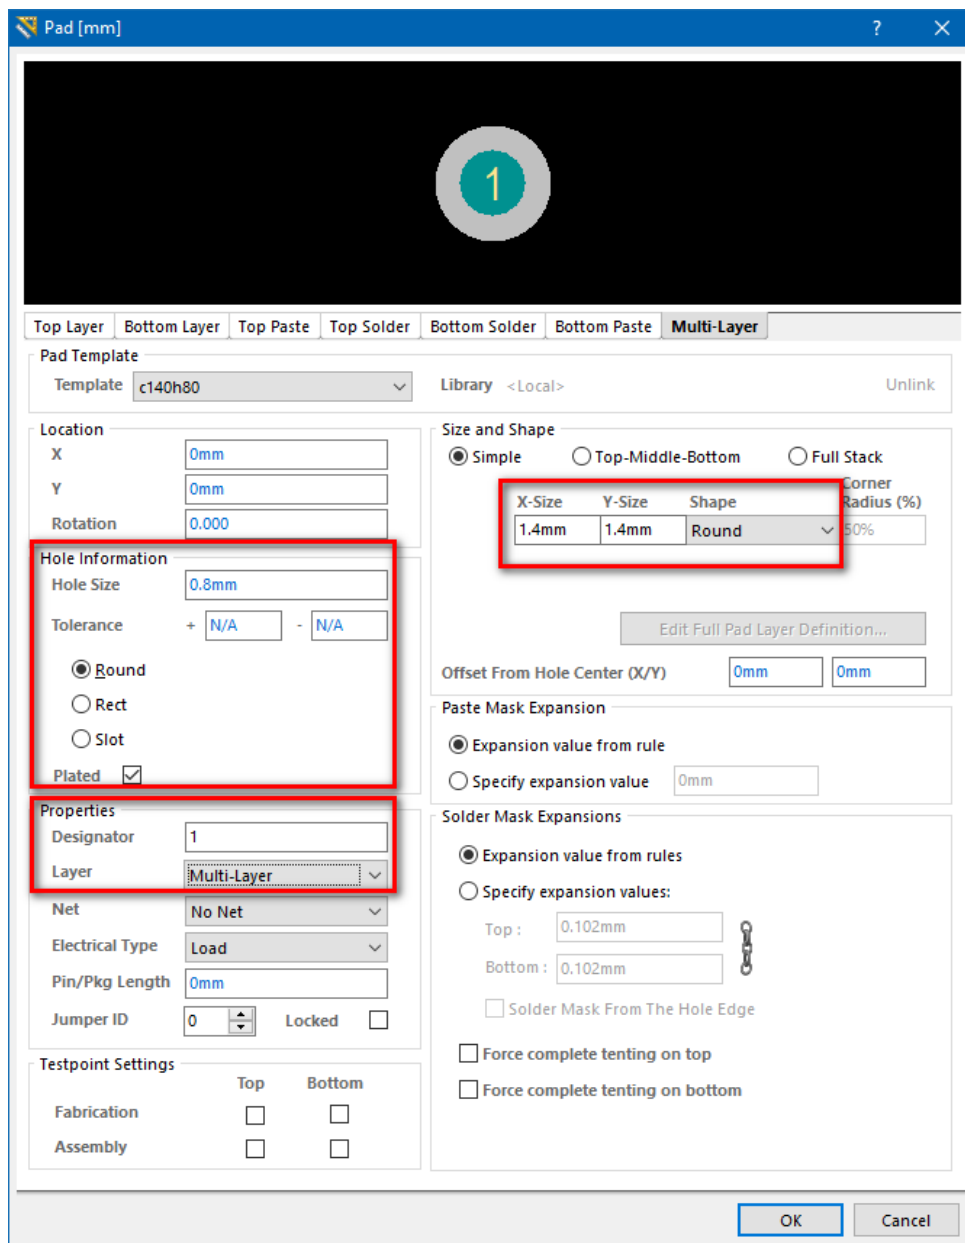 Pad [mm]
?
1
Top Layer Bottom Layer Top Paste Top Solder Bottom Solder Bottom Paste Multi-Layer
Pad Template
Template c140h80 Library <Local> Unlink
Location
X 0mm
Y 0mm
Rotation 0.000
Hole Information
Hole Size 0.8mm
Tolerance + N/A - N/A
Round
Rect
Slot
Plated
Properties
Designator 1
Layer Multi-Layer
Net No Net
Electrical Type Load
Pin/Pkg Length 0mm
Jumper ID 0 Locked
Testpoint Settings
Top Bottom
Fabrication
Assembly
Size and Shape
Simple Top-Middle-Bottom Full Stack
X-Size Y-Size Shape Corner Radius (%)
1.4mm 1.4mm Round 50%
Edit Full Pad Layer Definition...
Offset From Hole Center (X/Y) 0mm 0mm
Paste Mask Expansion
Expansion value from rule
Specify expansion value 0mm
Solder Mask Expansions
Expansion value from rules
Specify expansion values:
Top : 0.102mm
Bottom : 0.102mm
Solder Mask From The Hole Edge
Force complete tenting on top
Force complete tenting on bottom
OK Cancel